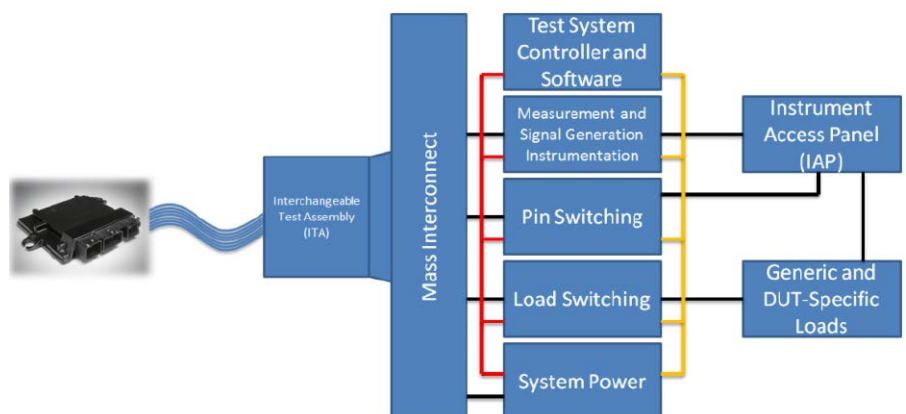 Test System
Controller and
Software
Measurement and
Signal Generation
Instrumentation
Instrument
Access Panel
(IAP)
Interchangeable
Test Assembly
(ITA)
Mass Interconnect
Pin Switching
Load Switching
Generic and
DUT-Specific
Loads
System Power